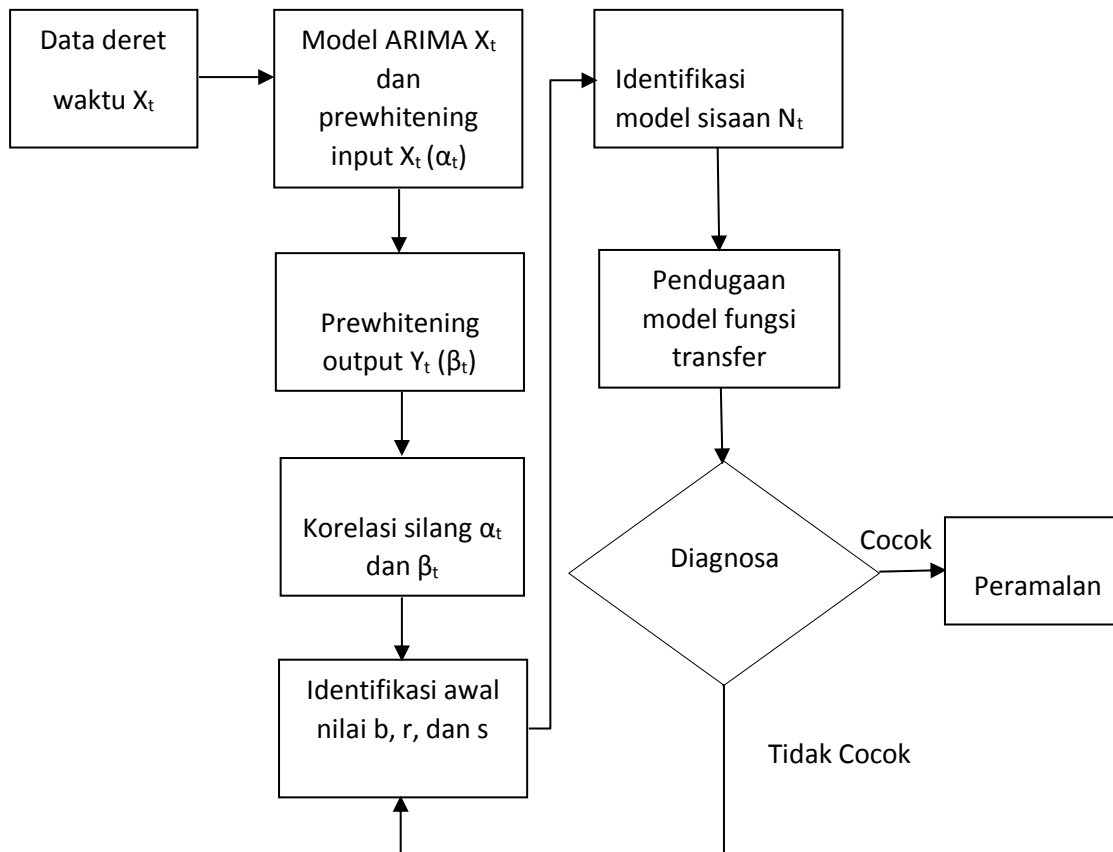 Data deret
waktu Xₜ
Model ARIMA Xₜ
dan
prewhitening
input Xₜ (αₜ)
Prewhitening
output Yₜ (βₜ)
Korelasi silang αₜ
dan βₜ
Identifikasi awal
nilai b, r, dan s
Identifikasi
model sisaan Nₜ
Pendugaan
model fungsi
transfer
Diagnosa
Cocok
Peramalan
Tidak Cocok